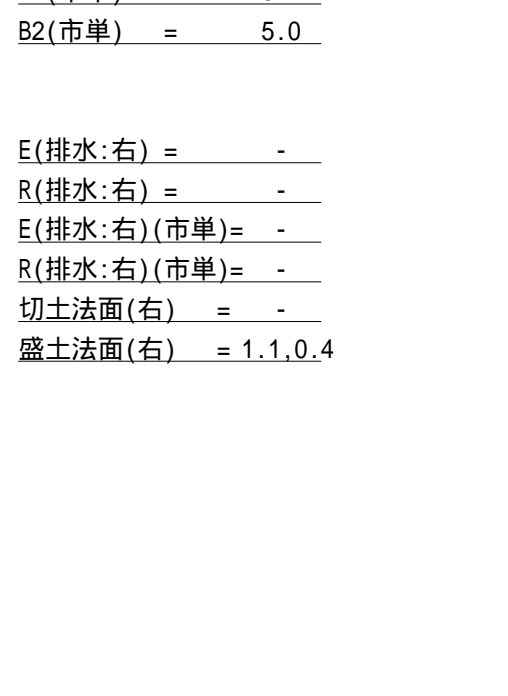 B2(市単) = 5.0
E(排水:右) = -
R(排水:右) = -
E(排水:右)(市単)= -
R(排水:右)(市単)= -
切土法面(右) = -
盛土法面(右) = 1.1,0.4